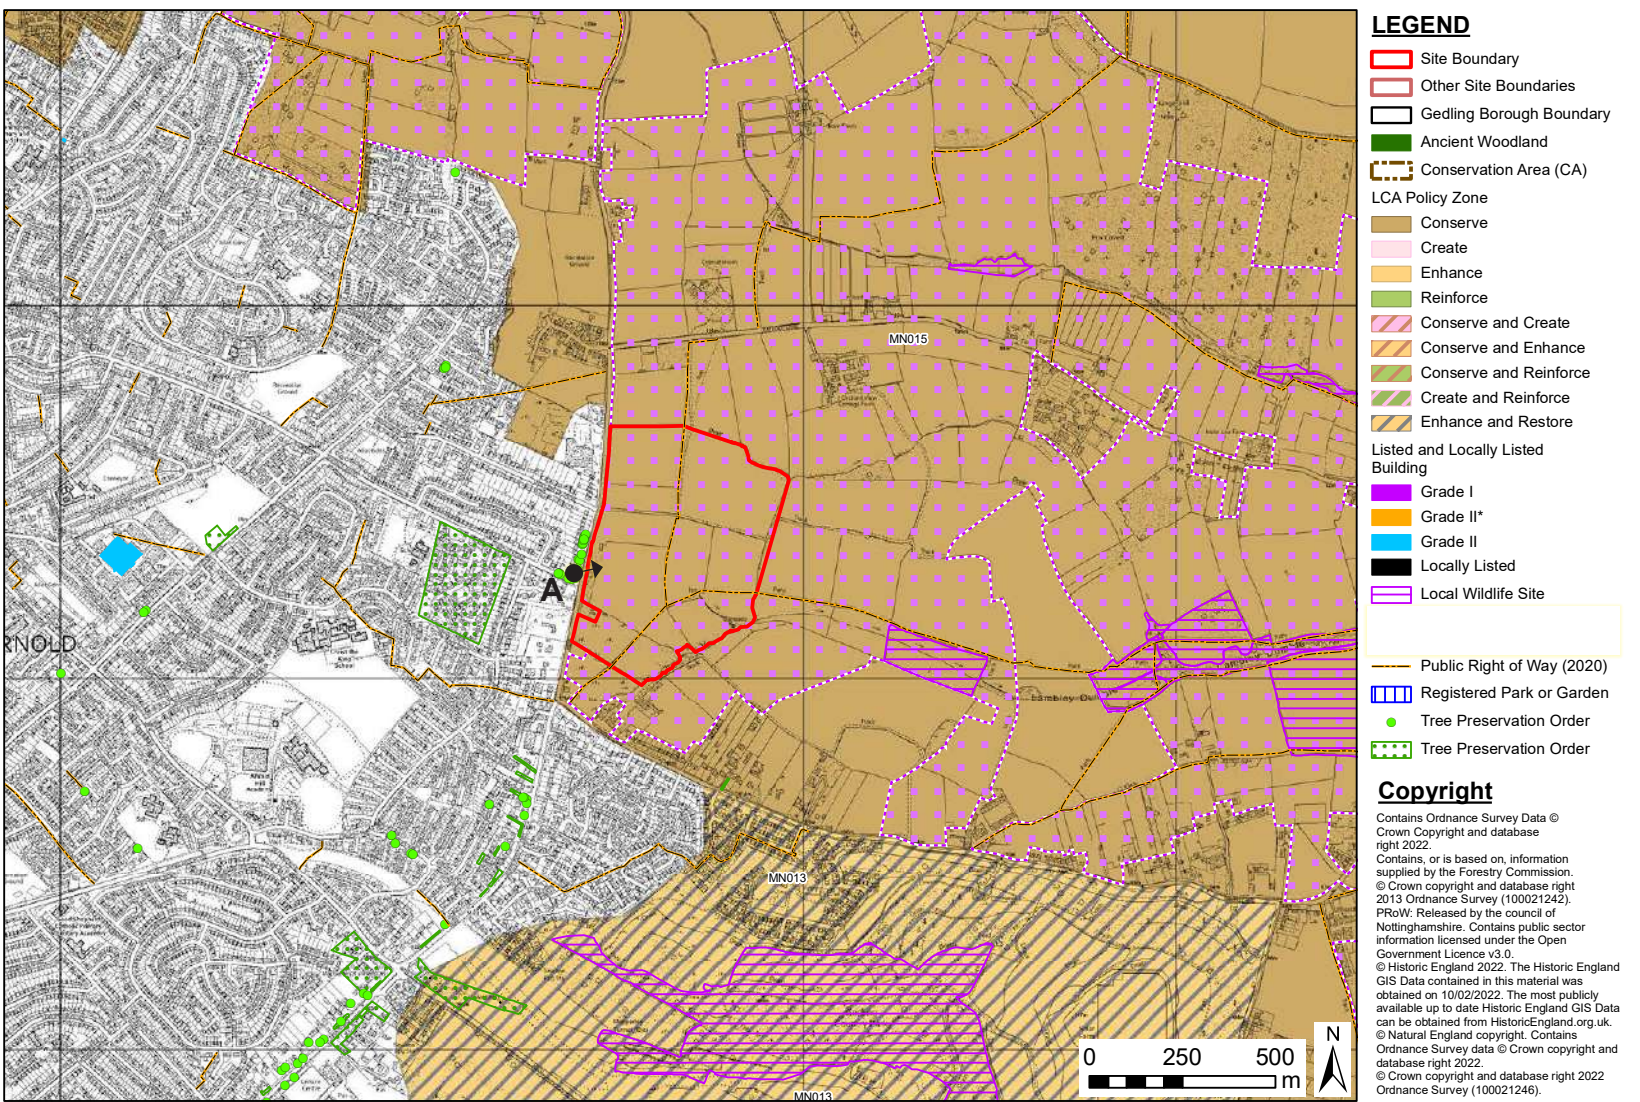 MN015
A
RNOLD
Lambley Du
MN013
MN013
0 250 500
m
N
LEGEND
Site Boundary
Other Site Boundaries
Gedling Borough Boundary
Ancient Woodland
Conservation Area (CA)
LCA Policy Zone
Conserve
Create
Enhance
Reinforce
Conserve and Create
Conserve and Enhance
Conserve and Reinforce
Create and Reinforce
Enhance and Restore
Listed and Locally Listed
Building
Grade I
Grade II*
Grade II
Locally Listed
Local Wildlife Site
Public Right of Way (2020)
Registered Park or Garden
Tree Preservation Order
Tree Preservation Order
Copyright
Contains Ordnance Survey Data ©
Crown Copyright and database
right 2022.
Contains, or is based on, information
supplied by the Forestry Commission.
© Crown copyright and database right
2013 Ordnance Survey (100021242).
PRoW: Released by the council of
Nottinghamshire. Contains public sector
information licensed under the Open
Government Licence v3.0.
© Historic England 2022. The Historic England
GIS Data contained in this material was
obtained on 10/02/2022. The most publicly
available up to date Historic England GIS Data
can be obtained from HistoricEngland.org.uk.
© Natural England copyright. Contains
Ordnance Survey data © Crown copyright and
database right 2022.
© Crown copyright and database right 2022
Ordnance Survey (100021246).